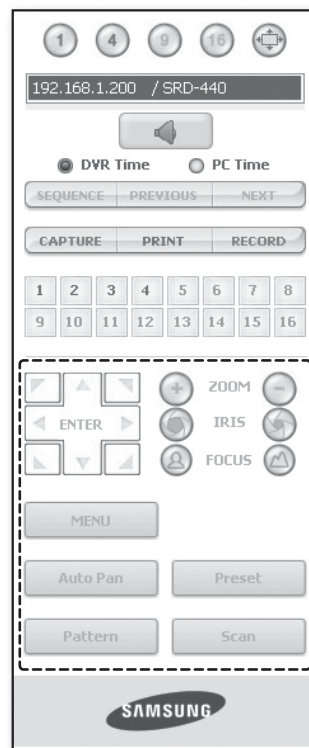 1 4 9 16
192.168.1.200 / SRD-440
DVR Time PC Time
SEQUENCE PREVIOUS NEXT
CAPTURE PRINT RECORD
1 2 3 4 5 6 7 8
9 10 11 12 13 14 15 16
ZOOM
ENTER IRIS
FOCUS
MENU
Auto Pan Preset
Pattern Scan
SAMSUNG